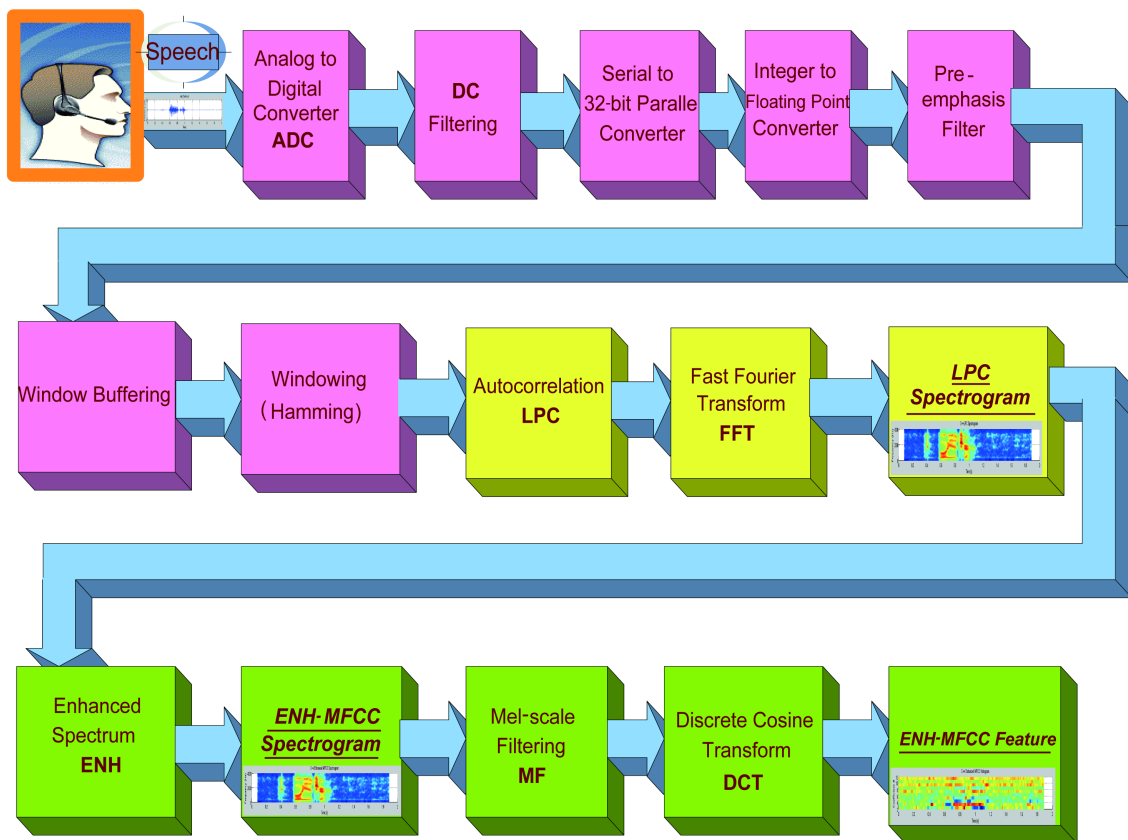 Speech
Analog to
Digital
Converter
ADC
DC
Filtering
Serial to
32-bit Paralle
Converter
Integer to
Floating Point
Converter
Pre-
emphasis
Filter
Window Buffering
Windowing
(Hamming)
Autocorrelation
LPC
Fast Fourier
Transform
FFT
LPC
Spectrogram
Enhanced
Spectrum
ENH
ENH-MFCC
Spectrogram
Mel-scale
Filtering
MF
Discrete Cosine
Transform
DCT
ENH-MFCC Feature